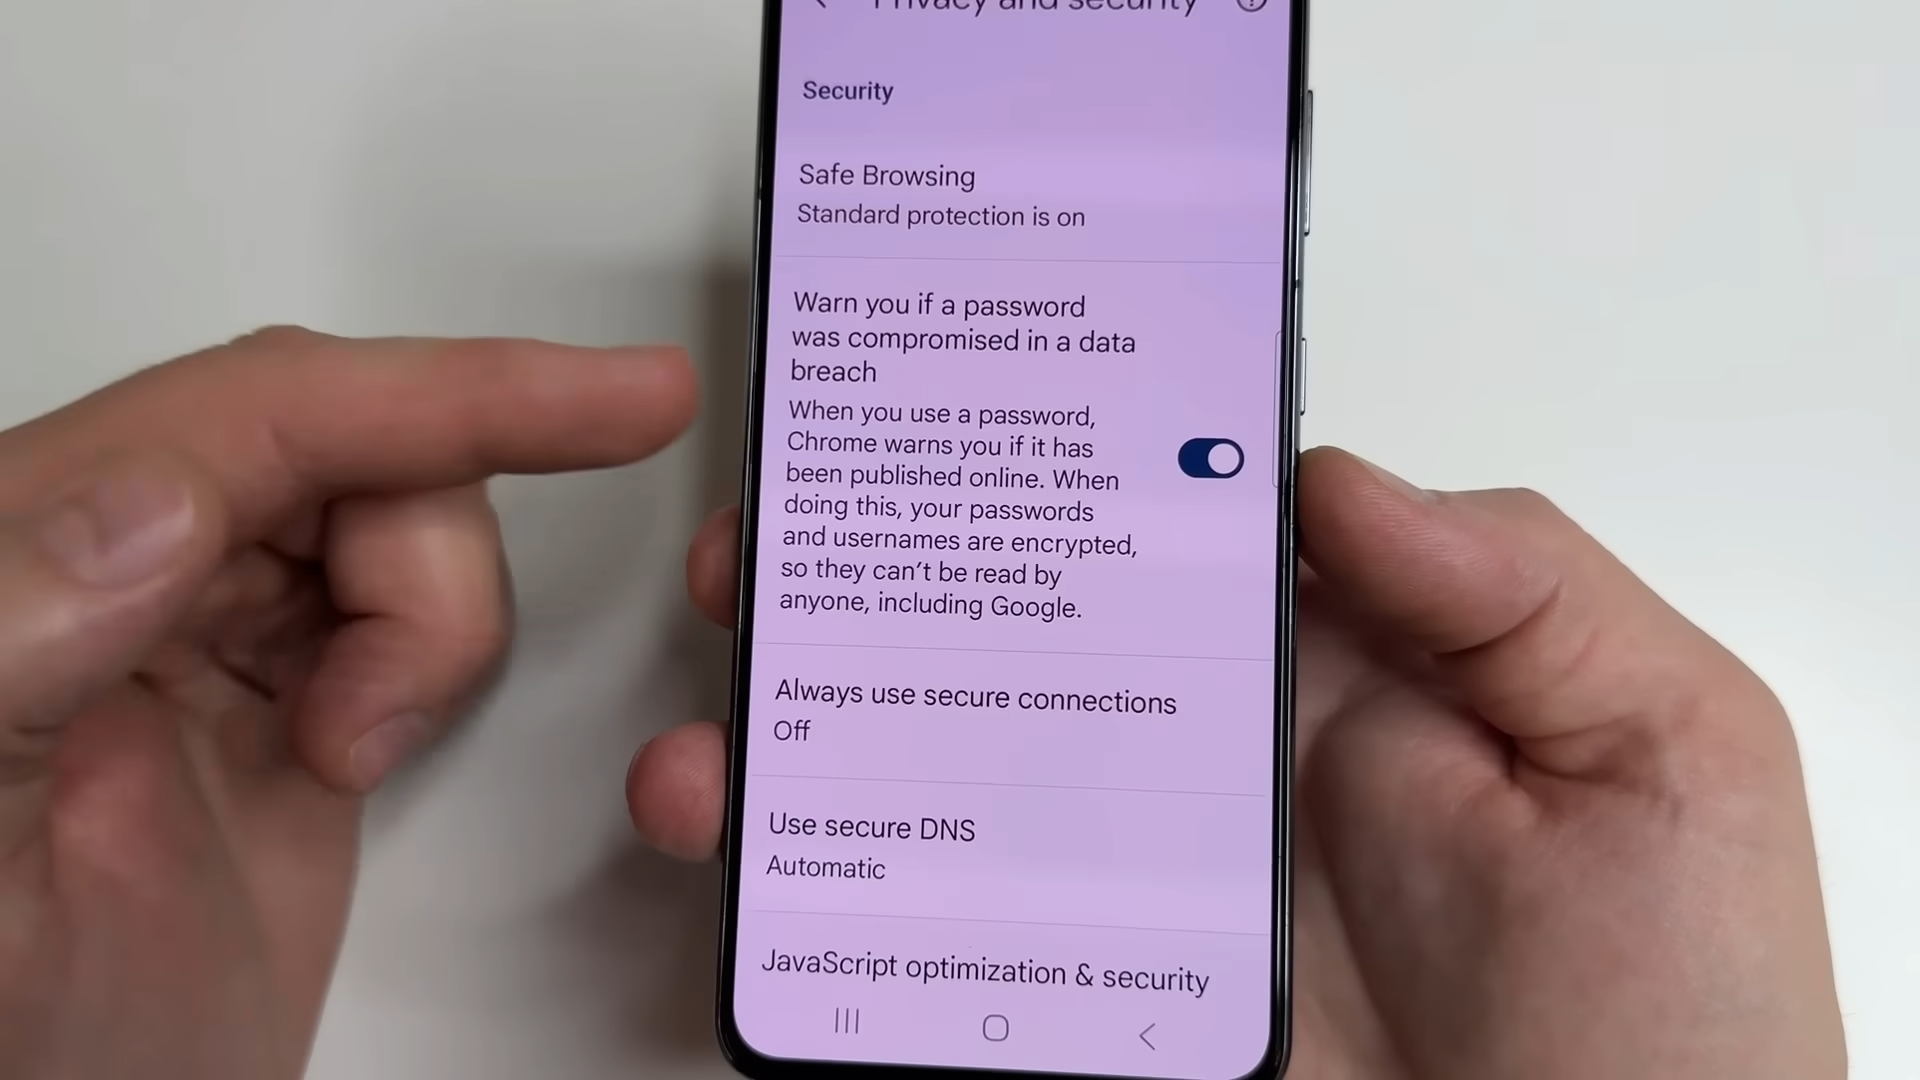 Privacy and security
Security
Safe Browsing
Standard protection is on
Warn you if a password
was compromised in a data
breach
When you use a password,
Chrome warns you if it has
been published online. When
doing this, your passwords
and usernames are encrypted,
so they can't be read by
anyone, including Google.
Always use secure connections
Off
Use secure DNS
Automatic
JavaScript optimization & security